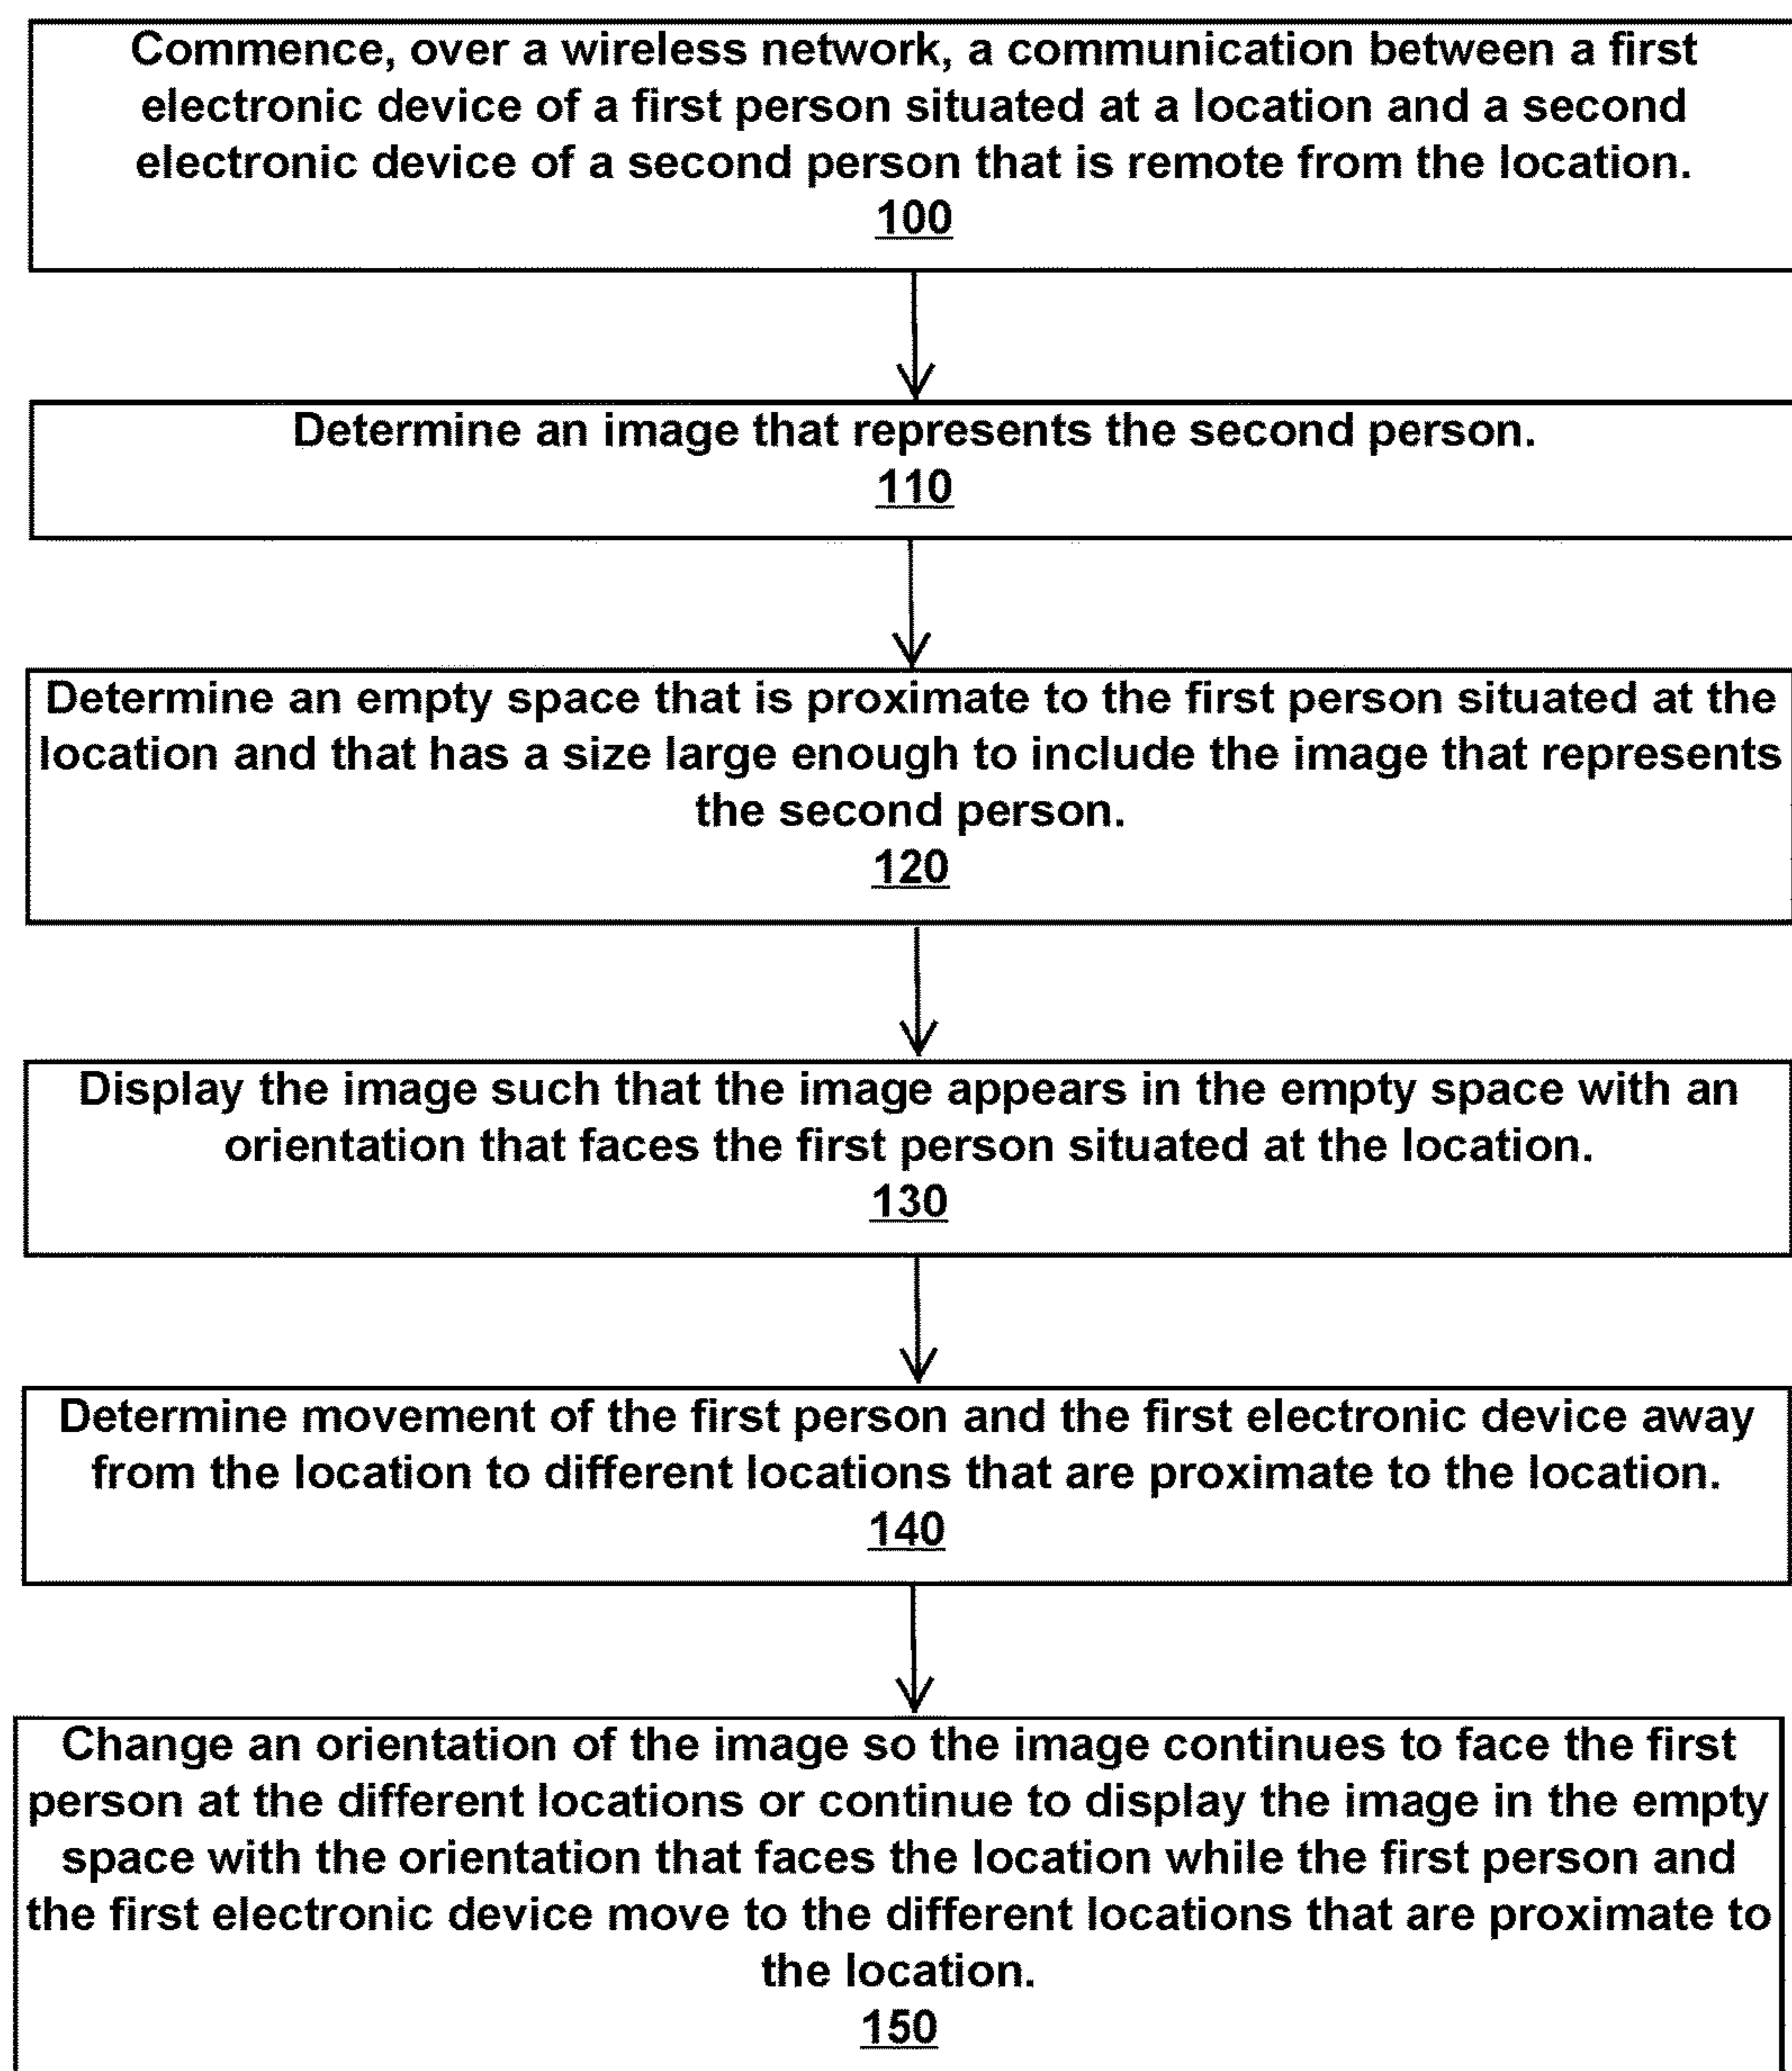 Commence, over a wireless network, a communication between a first
electronic device of a first person situated at a location and a second
electronic device of a second person that is remote from the location.
100
Determine an image that represents the second person.
110
Determine an empty space that is proximate to the first person situated at the
location and that has a size large enough to include the image that represents
the second person.
120
Display the image such that the image appears in the empty space with an
orientation that faces the first person situated at the location.
130
Determine movement of the first person and the first electronic device away
from the location to different locations that are proximate to the location.
140
Change an orientation of the image so the image continues to face the first
person at the different locations or continue to display the image in the empty
space with the orientation that faces the location while the first person and
the first electronic device move to the different locations that are proximate to
the location.
150